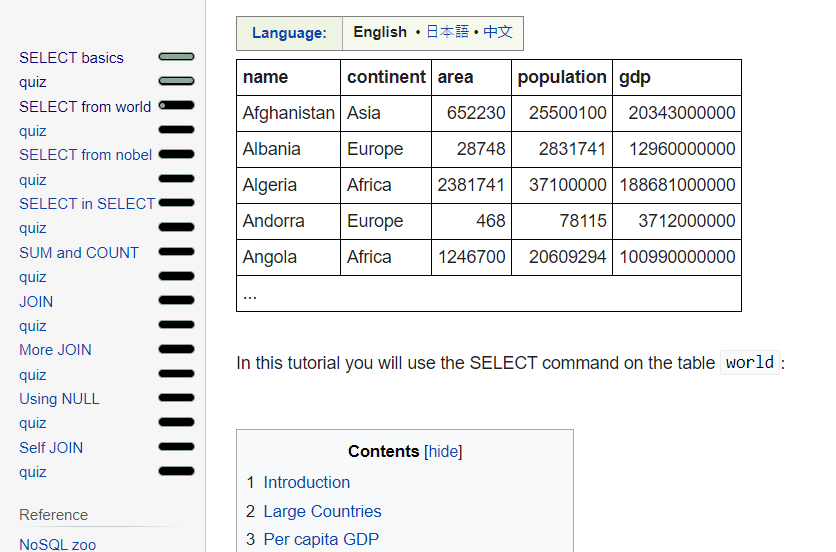 SELECT basics
quiz
SELECT from world
quiz
SELECT from nobel
quiz
SELECT in SELECT
quiz
SUM and COUNT
quiz
JOIN
quiz
More JOIN
quiz
Using NULL
quiz
Self JOIN
quiz
Reference
NoSQL zoo
Language: English • 日本語 • 中文
name continent area population gdp
Afghanistan Asia 652230 25500100 20343000000
Albania Europe 28748 2831741 12960000000
Algeria Africa 2381741 37100000 188681000000
Andorra Europe 468 78115 3712000000
Angola Africa 1246700 20609294 100990000000
...
In this tutorial you will use the SELECT command on the table world:
Contents [hide]
1 Introduction
2 Large Countries
3 Per capita GDP